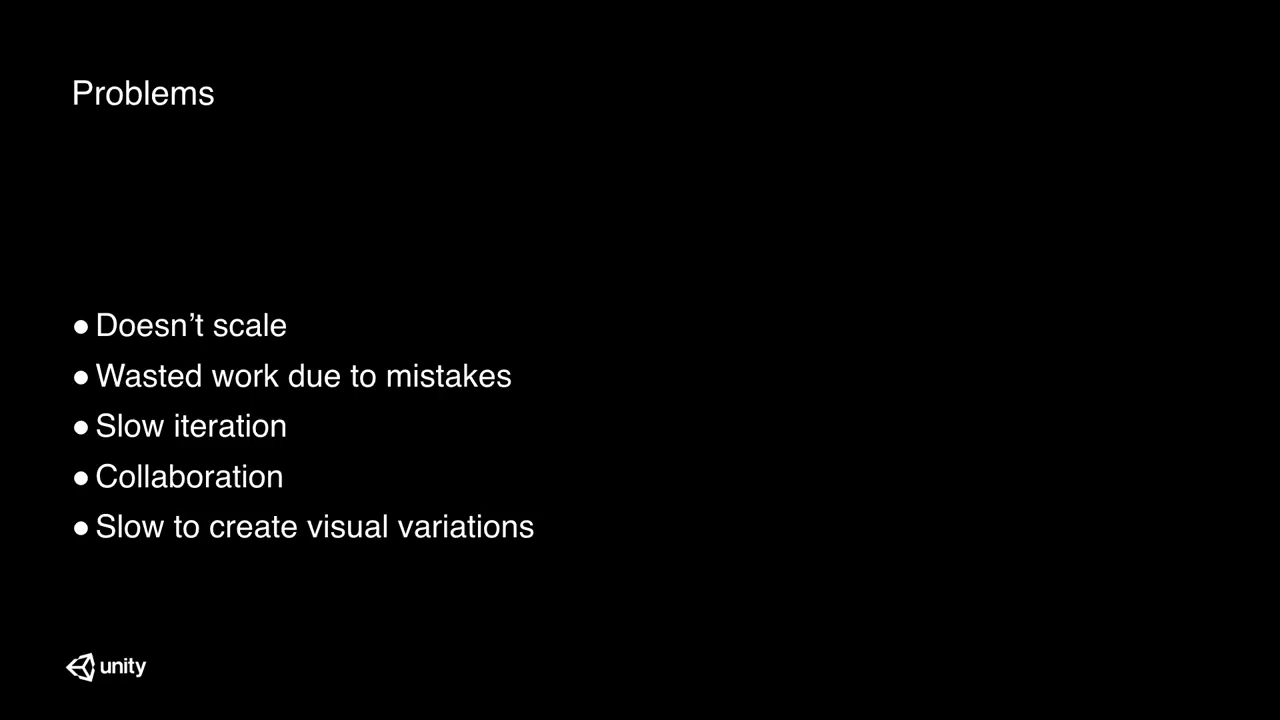 Problems
● Doesn’t scale
● Wasted work due to mistakes
● Slow iteration
● Collaboration
● Slow to create visual variations
unity